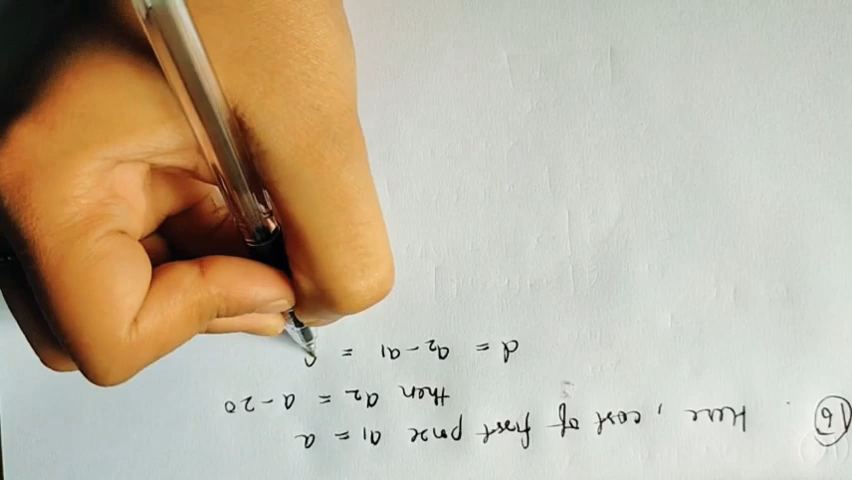 16 Here, cost of first prize a₁ = a
then a₂ = a - 20
d = a₂ - a₁ =